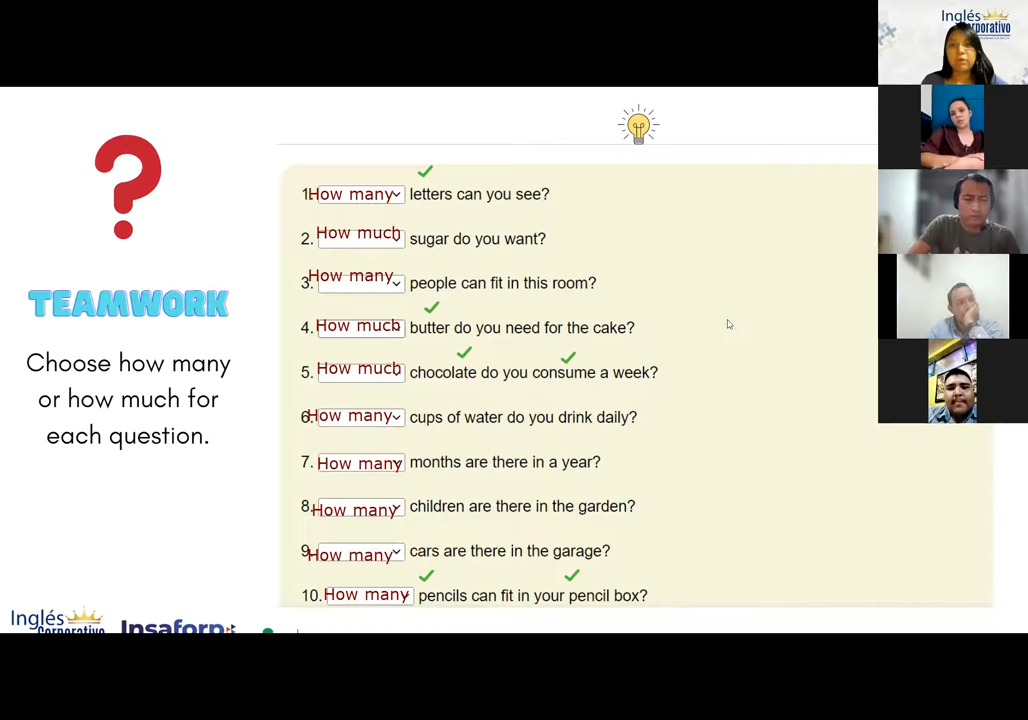 Inglés
Corporativo
1. How many letters can you see?
2. How much sugar do you want?
3. How many people can fit in this room?
TEAMWORK
4. How much butter do you need for the cake?
Choose how many
or how much for
each question.
5. How much chocolate do you consume a week?
6. How many cups of water do you drink daily?
7. How many months are there in a year?
8. How many children are there in the garden?
9. How many cars are there in the garage?
10. How many pencils can fit in your pencil box?
Inglés
Corporativo
Insaforp